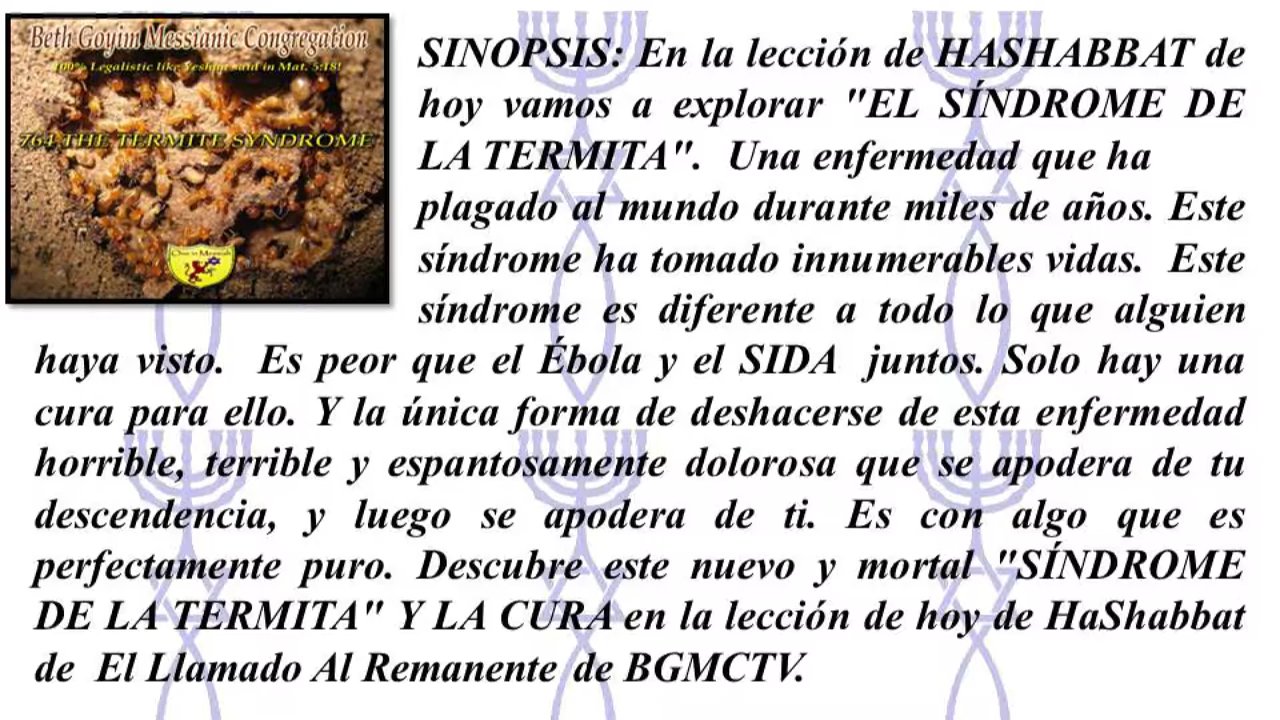 Beth Goyim Messianic Congregation
100% Legalistic like Yeshua said in Mat. 5:18!
764 THE TERMITE SYNDROME
One in Messiah
SINOPSIS: En la lección de HASHABBAT de
hoy vamos a explorar "EL SÍNDROME DE
LA TERMITA". Una enfermedad que ha
plagado al mundo durante miles de años. Este
síndrome ha tomado innumerables vidas. Este
síndrome es diferente a todo lo que alguien
haya visto. Es peor que el Ébola y el SIDA juntos. Solo hay una
cura para ello. Y la única forma de deshacerse de esta enfermedad
horrible, terrible y espantosamente dolorosa que se apodera de tu
descendencia, y luego se apodera de ti. Es con algo que es
perfectamente puro. Descubre este nuevo y mortal "SÍNDROME
DE LA TERMITA" Y LA CURA en la lección de hoy de HaShabbat
de El Llamado Al Remanente de BGMCTV.